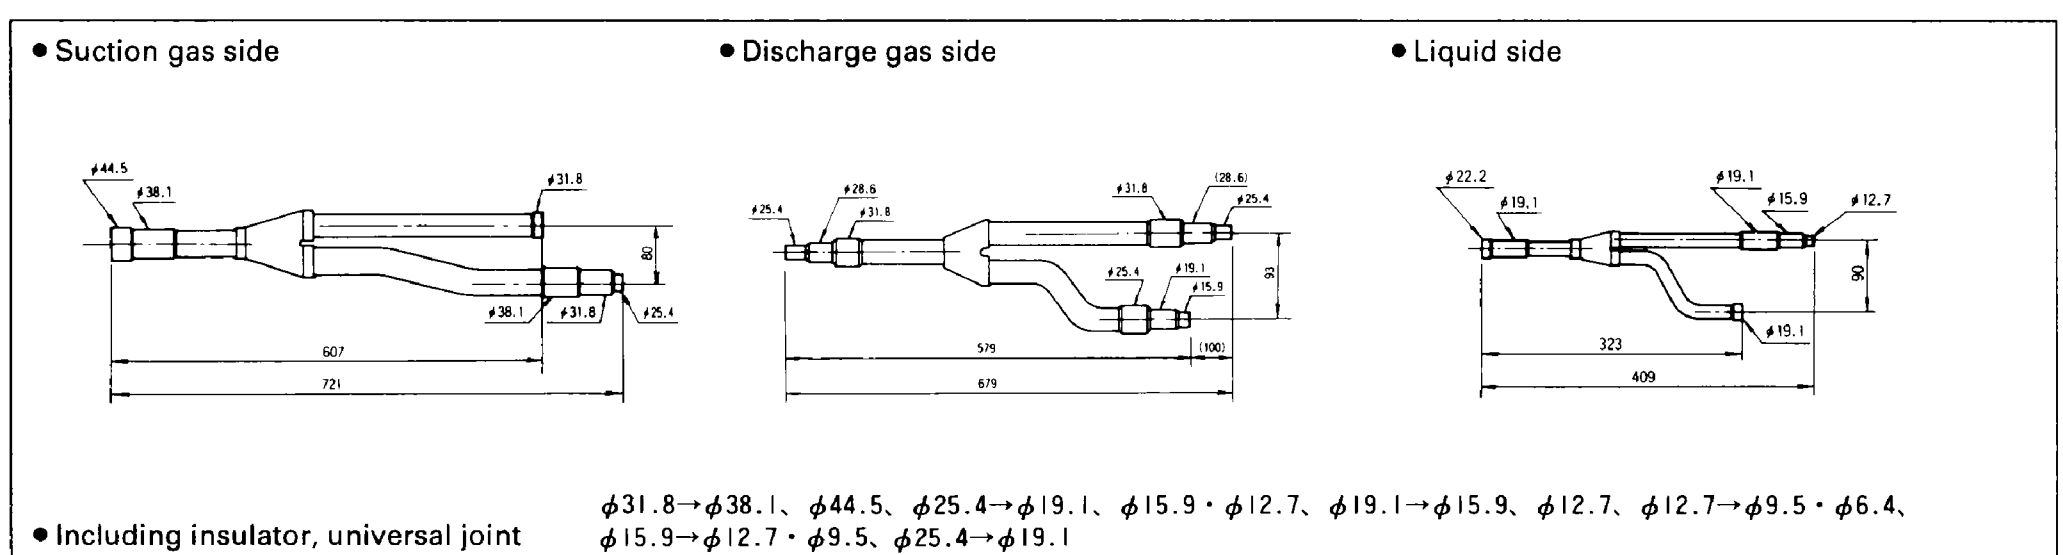 ● Suction gas side
● Discharge gas side
● Liquid side
φ44.5
φ38.1
φ31.8
80
φ38.1
φ31.8
φ25.4
607
721
φ25.4
φ28.6
φ31.8
φ31.8
(28.6)
φ25.4
93
φ25.4
φ19.1
φ15.9
579
(100)
679
φ22.2
φ19.1
φ19.1
φ15.9
φ12.7
90
φ19.1
323
409
● Including insulator, universal joint
φ31.8→φ38.1、φ44.5、φ25.4→φ19.1、φ15.9・φ12.7、φ19.1→φ15.9、φ12.7、φ12.7→φ9.5・φ6.4、
φ15.9→φ12.7・φ9.5、φ25.4→φ19.1